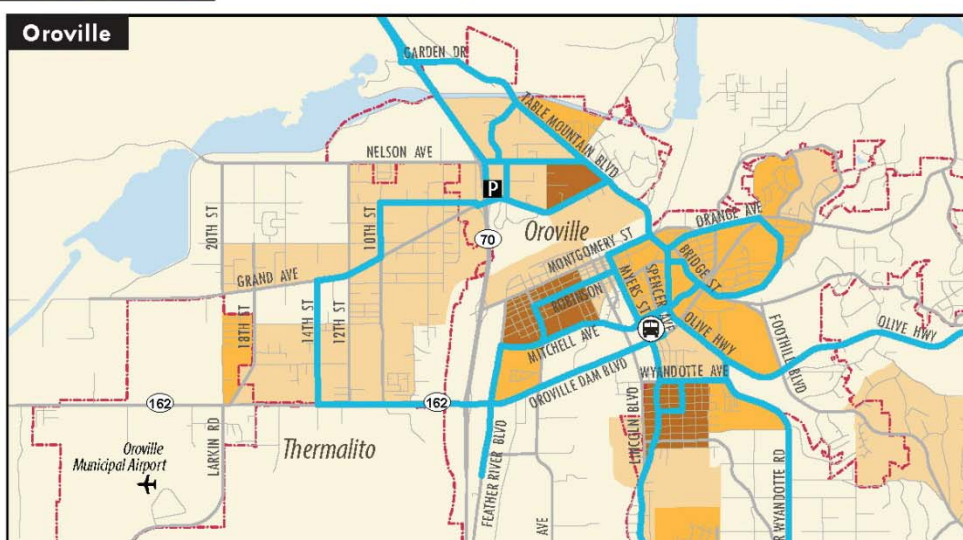 Oroville
GARDEN DR
TABLE MOUNTAIN BLVD
NELSON AVE
P
20TH ST
10TH ST
70
Oroville
ORANGE AVE
MONTGOMERY ST
BRIDGE ST
GRAND AVE
SPENCER AVE
MYERS ST
ROBINSON
14TH ST
12TH ST
18TH ST
MITCHELL AVE
OLIVE HWY
FOOTHILL BLVD
OLIVE HWY
OROVILLE DAM BLVD
WYANDOTTE AVE
162
162
Oroville
Municipal Airport
LARKIN RD
Thermalito
FEATHER RIVER BLVD
LINCOLN BLVD
AVE
R WYANDOTTE RD